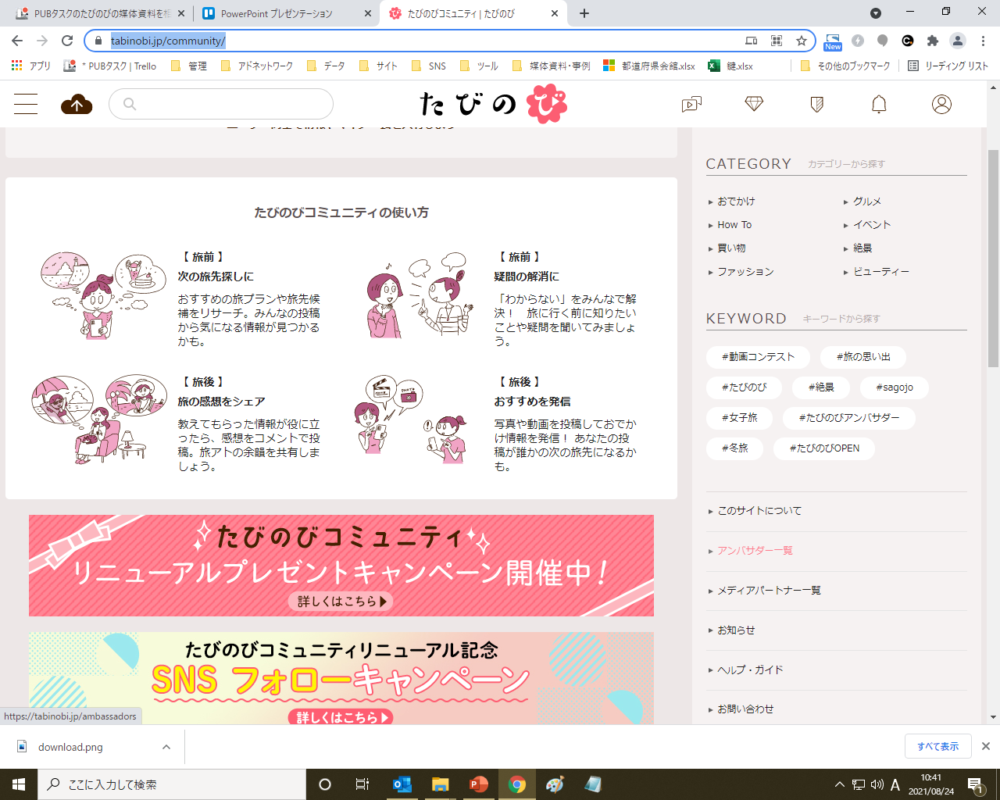 PUBタスクのたびのびの媒体資料を相
PowerPoint プレゼンテーション
たびのびコミュニティ | たびのび
tabinobi.jp/community/
New
アプリ
* PUBタスク | Trello
管理
アドネットワーク
データ
サイト
SNS
ツール
媒体資料・事例
都道府県会館.xlsx
鍵.xlsx
その他のブックマーク
リーディング リスト
たびのび
たびのびコミュニティの使い方
【 旅前 】
次の旅先探しに
おすすめの旅プランや旅先候
補をリサーチ。みんなの投稿
から気になる情報が見つかる
かも。
【 旅前 】
疑問の解消に
「わからない」をみんなで解
決！　旅に行く前に知りたい
ことや疑問を聞いてみましょ
う。
【 旅後 】
旅の感想をシェア
教えてもらった情報が役に立
ったら、感想をコメントで投
稿。旅アトの余韻を共有しま
しょう。
PHOTO
【 旅後 】
おすすめを発信
写真や動画を投稿しておでか
け情報を発信！ あなたの投
稿が誰かの次の旅先になるか
も。
たびのびコミュニティ
リニューアルプレゼントキャンペーン開催中！
詳しくはこちら
たびのびコミュニティリニューアル記念
SNS フォローキャンペーン
詳しくはこちら
CATEGORY カテゴリーから探す
おでかけ
グルメ
How To
イベント
買い物
絶景
ファッション
ビューティー
KEYWORD キーワードから探す
#動画コンテスト
#旅の思い出
#たびのび
#絶景
#sagojo
#女子旅
#たびのびアンバサダー
#冬旅
#たびのびOPEN
このサイトについて
アンバサダー一覧
メディアパートナー一覧
お知らせ
ヘルプ・ガイド
お問い合わせ
https://tabinobi.jp/ambassadors
download.png
すべて表示
ここに入力して検索
A
10:41
2021/08/24
1